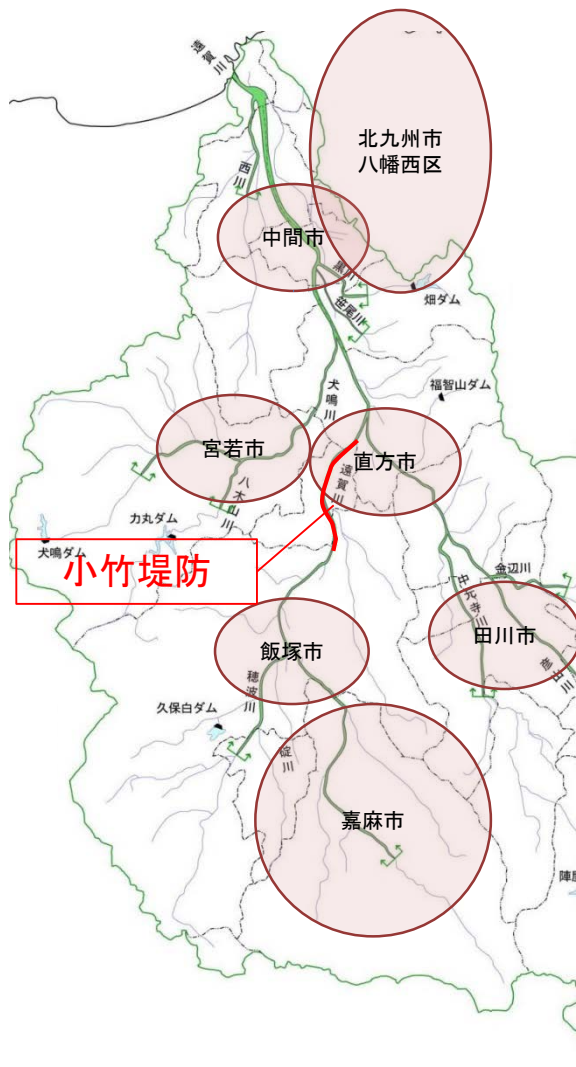 遠賀川
北九州市
八幡西区
西川
中間市
黒川
畑ダム
笹尾川
犬鳴川
福智山ダム
宮若市
直方市
遠賀川
八木山川
力丸ダム
犬鳴ダム
小竹堤防
金辺川
中元寺川
田川市
飯塚市
彦山川
穂波川
久保白ダム
碇川
嘉麻市
陣屋